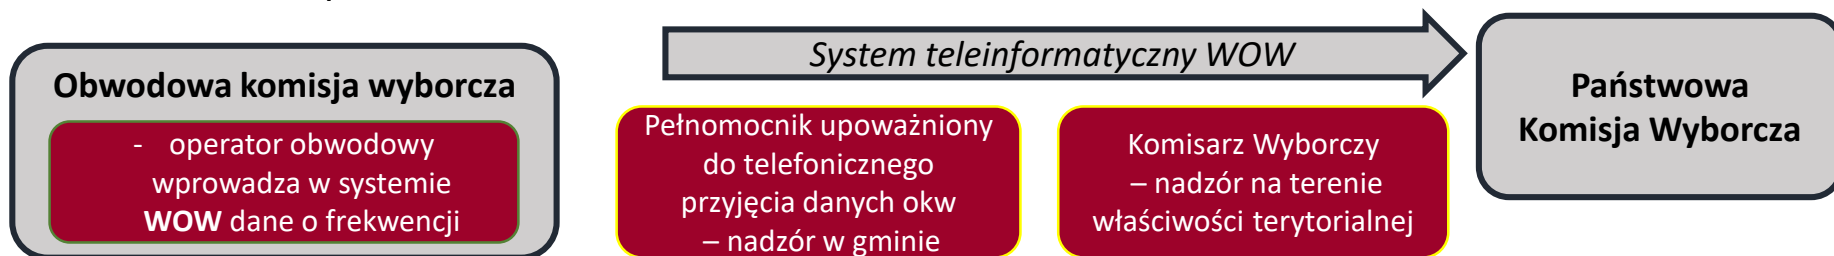 Obwodowa komisja wyborcza
- operator obwodowy
wprowadza w systemie
WOW dane o frekwencji
System teleinformatyczny WOW
Pełnomocnik upoważniony
do telefonicznego
przyjęcia danych okw
– nadzór w gminie
Komisarz Wyborczy
– nadzór na terenie
właściwości terytorialnej
Państwowa
Komisja Wyborcza